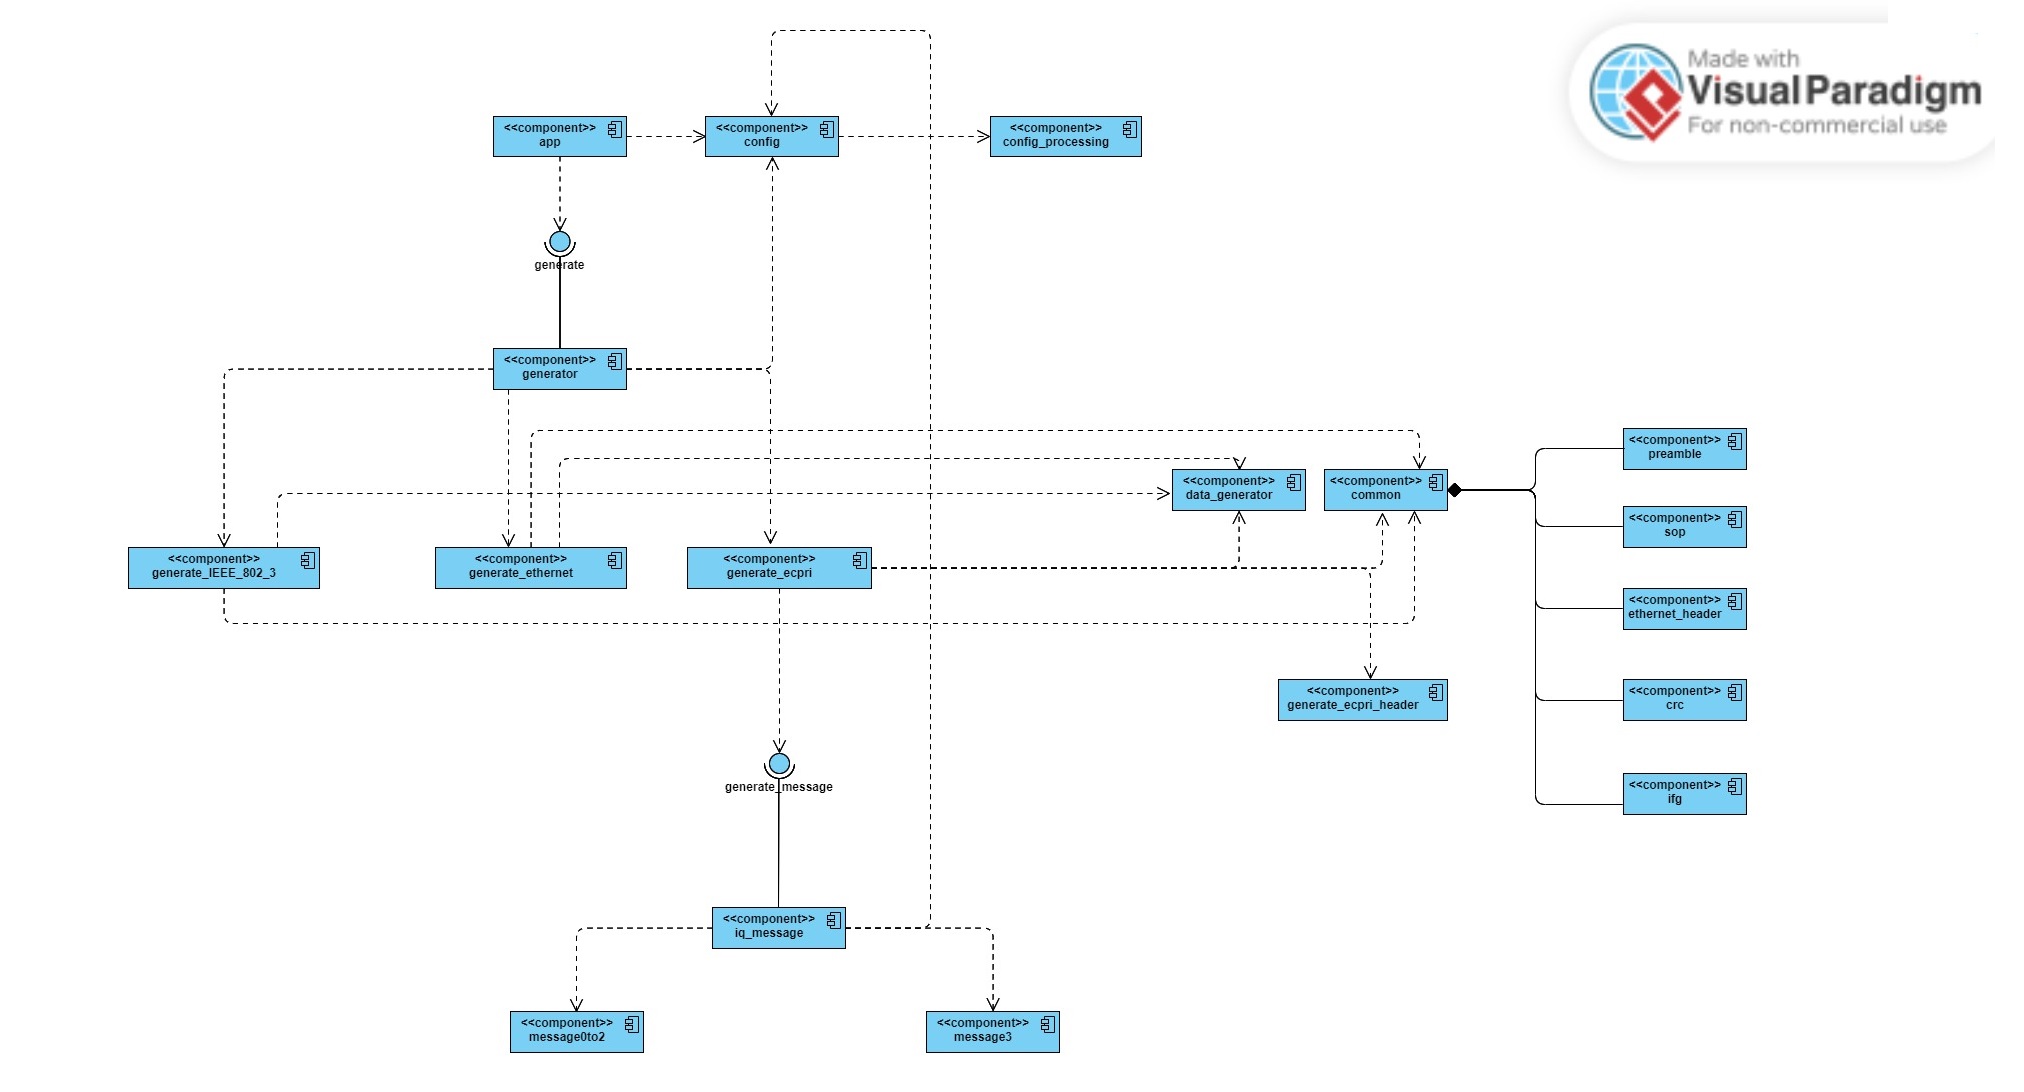 Made with
Visual Paradigm
For non-commercial use
<<component>>
app
<<component>>
config
<<component>>
config_processing
generate
<<component>>
generator
<<component>>
preamble
<<component>>
data_generator
<<component>>
common
<<component>>
sop
<<component>>
generate_IEEE_802_3
<<component>>
generate_ethernet
<<component>>
generate_ecpri
<<component>>
ethernet_header
<<component>>
generate_ecpri_header
<<component>>
crc
generate_message
<<component>>
ifg
<<component>>
iq_message
<<component>>
message0to2
<<component>>
message3